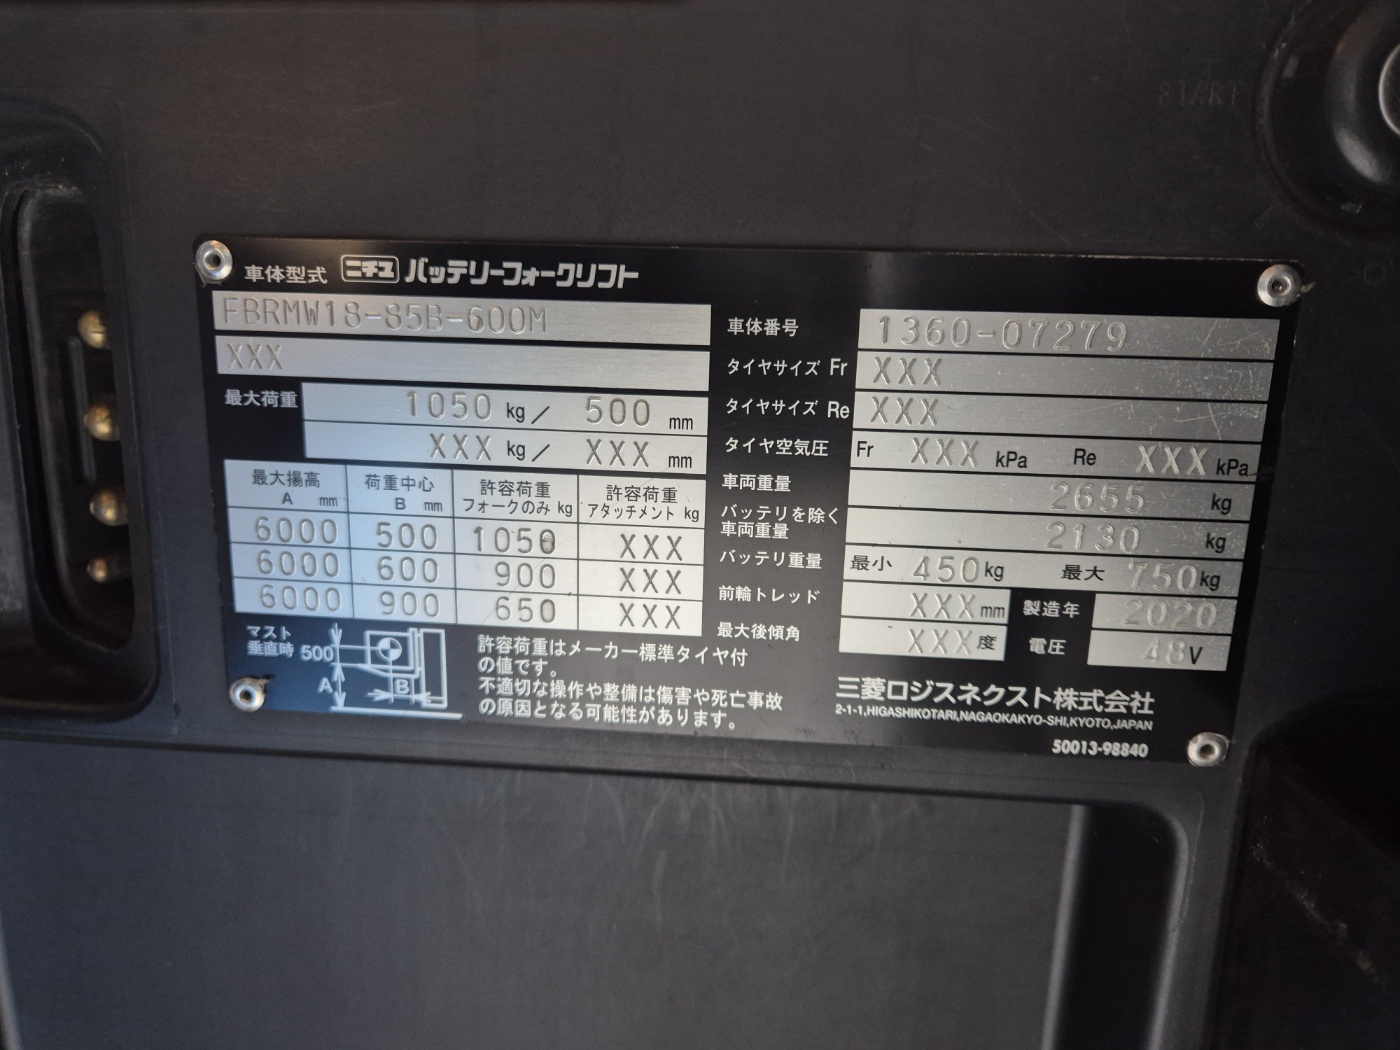 START
車体型式 ニチユ バッテリーフォークリフト
FBRMW18-85B-600M
XXX
最大荷重 1050 kg／ 500 mm
XXX kg／ XXX mm
最大揚高 A mm 荷重中心 B mm 許容荷重 フォークのみ kg 許容荷重 アタッチメント kg
6000 500 1050 XXX
6000 600 900 XXX
6000 900 650 XXX
マスト
垂直時 500
A B
許容荷重はメーカー標準タイヤ付
の値です。
不適切な操作や整備は傷害や死亡事故
の原因となる可能性があります。
車体番号 1360-07279
タイヤサイズ Fr XXX
タイヤサイズ Re XXX
タイヤ空気圧 Fr XXX kPa Re XXX kPa
車両重量 2655 kg
バッテリを除く
車両重量 2130 kg
バッテリ重量 最小 450 kg 最大 750 kg
前輪トレッド XXX mm 製造年 2020
最大後傾角 XXX 度 電圧 48 V
三菱ロジスネクスト株式会社
2-1-1,HIGASHIKOTARI,NAGAOKAKYO-SHI,KYOTO,JAPAN
50013-98840